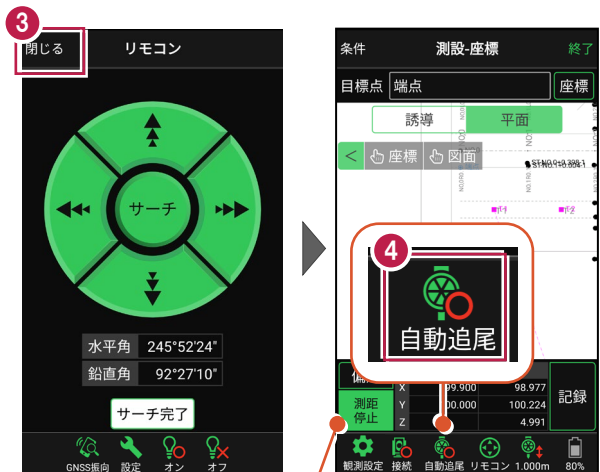 3
閉じる
リモコン
サーチ
水平角 245°52'24"
鉛直角 92°27'10"
サーチ完了
GNSS振向 設定 オン オフ
条件 測設-座標 終了
目標点 端点 座標
誘導 平面
< 座標 図面
4
自動追尾
X 99.900 98.977
測距停止 Y 100.224
Z 4.991
記録
観測設定 接続 自動追尾 リモコン 1.000m 80%